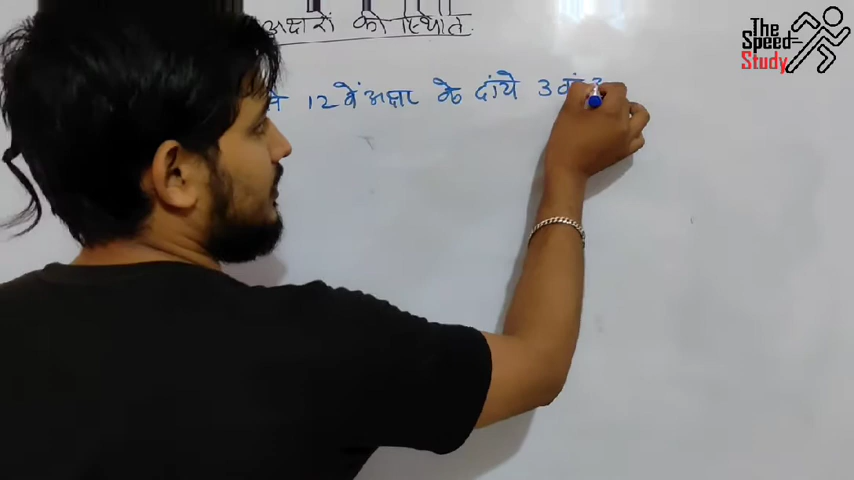 अक्षरों की स्थिति
12 वें अक्षर के दांये 3 वां
The
Speed-
Study